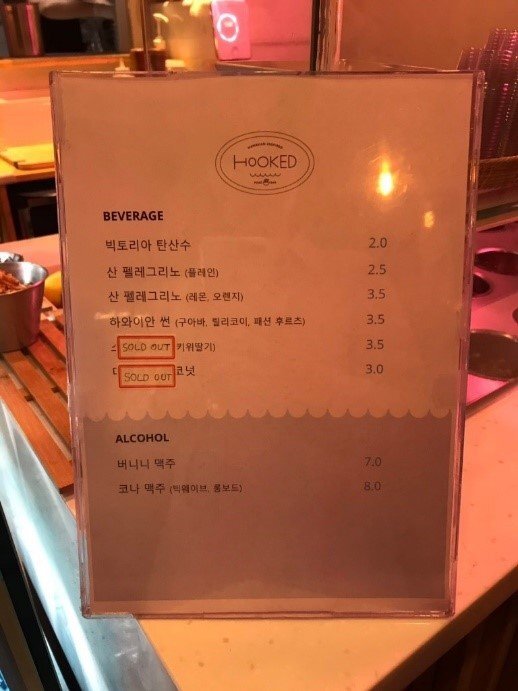 HAWAIIAN INSPIRED
HOOKED
POKE BAR
BEVERAGE
빅토리아 탄산수 2.0
산 펠레그리노 (플레인) 2.5
산 펠레그리노 (레몬, 오렌지) 3.5
하와이안 썬 (구아바, 릴리코이, 패션 후르츠) 3.5
SOLD OUT 키위딸기) 3.5
SOLD OUT 코넛 3.0
ALCOHOL
버니니 맥주 7.0
코나 맥주 (빅웨이브, 롱보드) 8.0